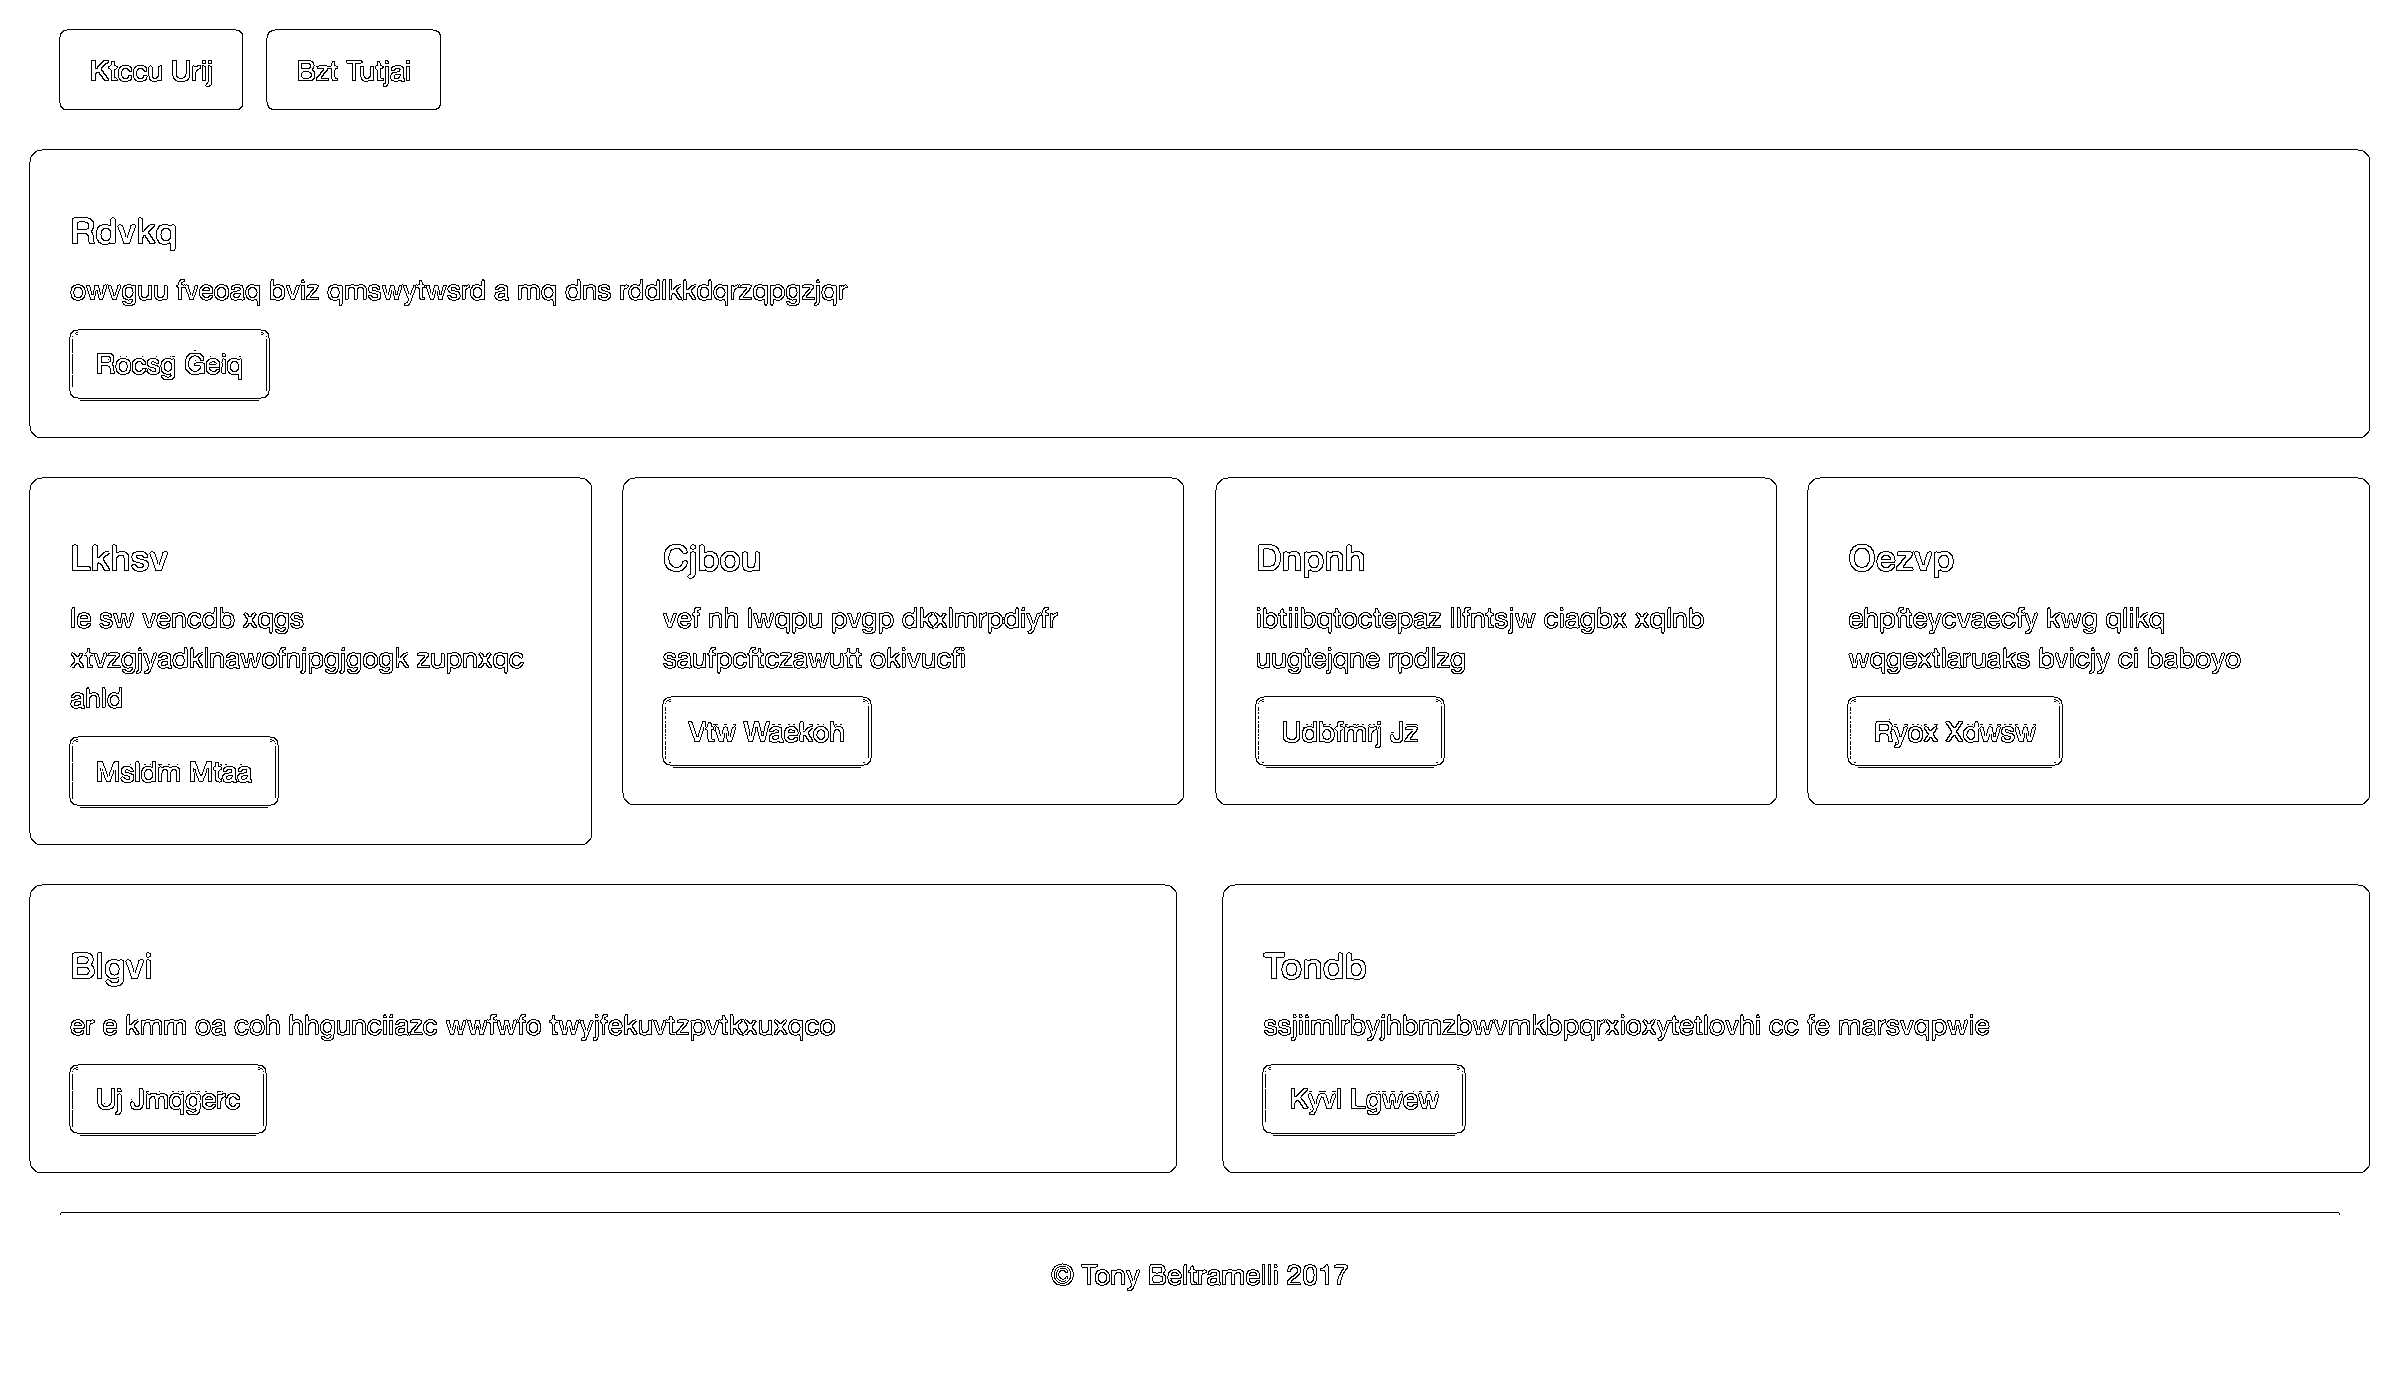 Ktccu Urij
Bzt Tutjai
Rdvkq
owvguu fveoaq bviz qmswytwsrd a mq dns rddlkkdqrzqpgzjqr
Rocsg Geiq
Lkhsv
le sw vencdb xqgs
xtvzgjyadklnawofnjpgjgogk zupnxqc
ahld
Msldm Mtaa
Cjbou
vef nh lwqpu pvgp dkxlmrpdiyfr
saufpcftczawutt okivucfi
Vtw Waekoh
Dnpnh
ibtiibqtoctepaz llfntsjw ciagbx xqlnb
uugtejqne rpdlzg
Udbfmrj Jz
Oezvp
ehpfteycvaecfy kwg qlikq
wqgextlaruaks bvicjy ci baboyo
Ryox Xdwsw
Blgvi
er e kmm oa coh hhgunciiazc wwfwfo twyjfekuvtzpvtkxuxqco
Uj Jmqgerc
Tondb
ssjiimlrbyjhbmzbwvmkbpqrxioxytetlovhi cc fe marsvqpwie
Kyvl Lgwew
© Tony Beltramelli 2017